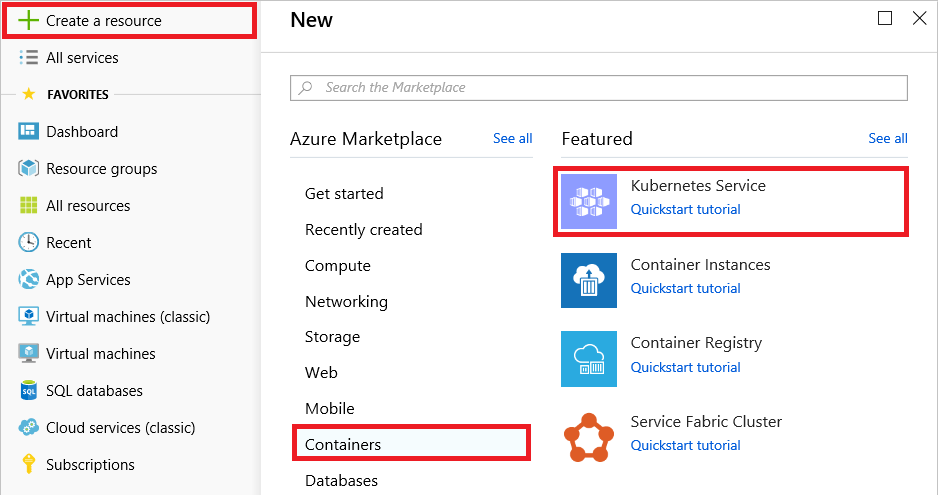 Create a resource
All services
FAVORITES
Dashboard
Resource groups
All resources
Recent
App Services
Virtual machines (classic)
Virtual machines
SQL
SQL databases
Cloud services (classic)
Subscriptions
New
Search the Marketplace
Azure Marketplace
See all
Get started
Recently created
Compute
Networking
Storage
Web
Mobile
Containers
Databases
Featured
See all
Kubernetes Service
Quickstart tutorial
Container Instances
Quickstart tutorial
Container Registry
Quickstart tutorial
Service Fabric Cluster
Quickstart tutorial